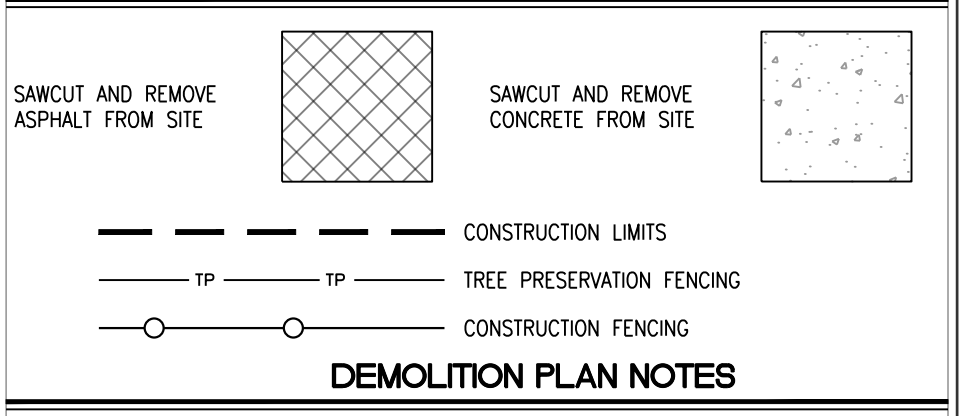 SAWCUT AND REMOVE
ASPHALT FROM SITE
SAWCUT AND REMOVE
CONCRETE FROM SITE
CONSTRUCTION LIMITS
TP TP TREE PRESERVATION FENCING
CONSTRUCTION FENCING
DEMOLITION PLAN NOTES